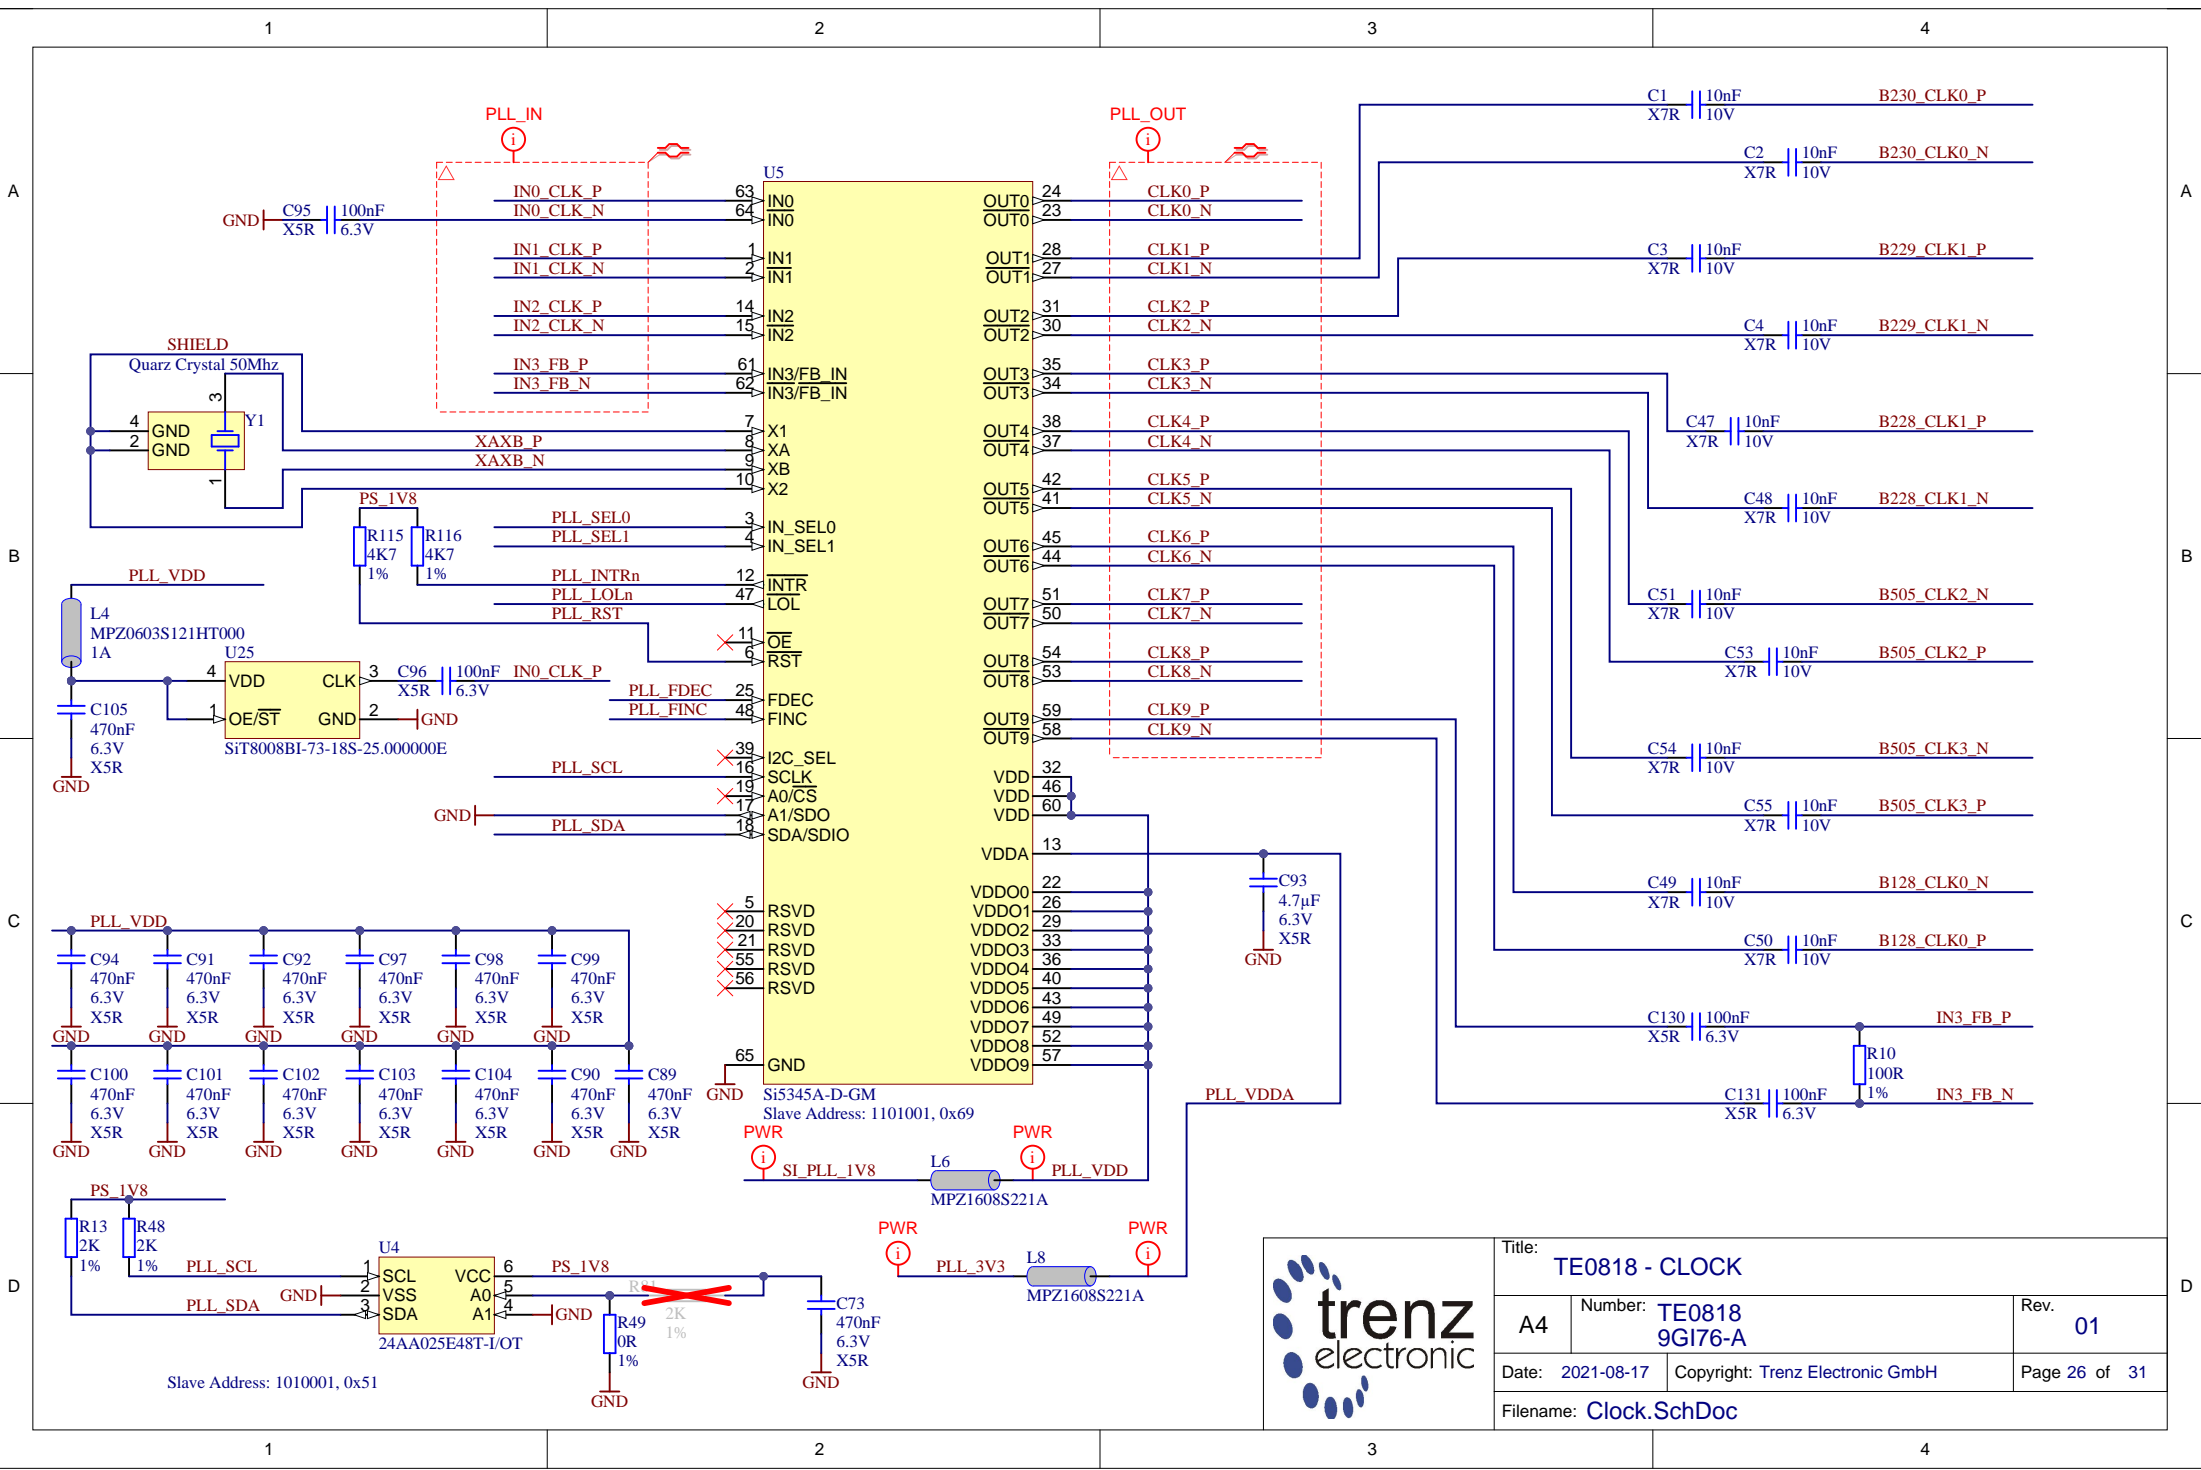 1 2 3 4
A A
B B
C C
D D
PLL_IN
PLL_OUT
C1 10nF B230_CLK0_P
X7R 10V
C2 10nF B230_CLK0_N
X7R 10V
C3 10nF B229_CLK1_P
X7R 10V
C4 10nF B229_CLK1_N
X7R 10V
C47 10nF B228_CLK1_P
X7R 10V
C48 10nF B228_CLK1_N
X7R 10V
C51 10nF B505_CLK2_N
X7R 10V
C53 10nF B505_CLK2_P
X7R 10V
C54 10nF B505_CLK3_N
X7R 10V
C55 10nF B505_CLK3_P
X7R 10V
C49 10nF B128_CLK0_N
X7R 10V
C50 10nF B128_CLK0_P
X7R 10V
C130 100nF IN3_FB_P
X5R 6.3V
R10
100R
1%
C131 100nF IN3_FB_N
X5R 6.3V
U5
GND C95 100nF
X5R 6.3V
IN0_CLK_P 63 IN0
IN0_CLK_N 64 IN0
IN1_CLK_P 1 IN1
IN1_CLK_N 2 IN1
IN2_CLK_P 14 IN2
IN2_CLK_N 15 IN2
IN3_FB_P 61 IN3/FB_IN
IN3_FB_N 62 IN3/FB_IN
7 X1
XAXB_P 8 XA
XAXB_N 9 XB
10 X2
PLL_SEL0 3 IN_SEL0
PLL_SEL1 4 IN_SEL1
PLL_INTRn 12 INTR
PLL_LOLn 47 LOL
PLL_RST
11 OE
6 RST
PLL_FDEC 25 FDEC
PLL_FINC 48 FINC
39 I2C_SEL
PLL_SCL 16 SCLK
19 A0/CS
GND 17 A1/SDO
PLL_SDA 18 SDA/SDIO
5 RSVD
20 RSVD
21 RSVD
55 RSVD
56 RSVD
65 GND
GND
OUT0 24 CLK0_P
OUT0 23 CLK0_N
OUT1 28 CLK1_P
OUT1 27 CLK1_N
OUT2 31 CLK2_P
OUT2 30 CLK2_N
OUT3 35 CLK3_P
OUT3 34 CLK3_N
OUT4 38 CLK4_P
OUT4 37 CLK4_N
OUT5 42 CLK5_P
OUT5 41 CLK5_N
OUT6 45 CLK6_P
OUT6 44 CLK6_N
OUT7 51 CLK7_P
OUT7 50 CLK7_N
OUT8 54 CLK8_P
OUT8 53 CLK8_N
OUT9 59 CLK9_P
OUT9 58 CLK9_N
VDD 32
VDD 46
VDD 60
VDDA 13
VDDO0 22
VDDO1 26
VDDO2 29
VDDO3 33
VDDO4 36
VDDO5 40
VDDO6 43
VDDO7 49
VDDO8 52
VDDO9 57
Si5345A-D-GM
Slave Address: 1101001, 0x69
C93
4.7µF
6.3V
X5R
GND
PLL_VDDA
SHIELD
Quarz Crystal 50Mhz
3
Y1
4 GND
2 GND
1
PS_1V8
R115 R116
4K7 4K7
1% 1%
PLL_VDD
L4
MPZ0603S121HT000
1A
U25
4 VDD CLK 3 C96 100nF IN0_CLK_P
X5R 6.3V
1 OE/ST GND 2 GND
SiT8008BI-73-18S-25.000000E
C105
470nF
6.3V
X5R
GND
PLL_VDD
C94 C91 C92 C97 C98 C99
470nF 470nF 470nF 470nF 470nF 470nF
6.3V 6.3V 6.3V 6.3V 6.3V 6.3V
X5R X5R X5R X5R X5R X5R
GND GND GND GND GND GND
C100 C101 C102 C103 C104 C90 C89
470nF 470nF 470nF 470nF 470nF 470nF 470nF
6.3V 6.3V 6.3V 6.3V 6.3V 6.3V 6.3V
X5R X5R X5R X5R X5R X5R X5R
GND GND GND GND GND GND GND
PWR PWR
SI_PLL_1V8 L6 PLL_VDD
MPZ1608S221A
PWR PWR
PLL_3V3 L8
MPZ1608S221A
PS_1V8
R13 R48
2K 2K
1% 1%
U4
PLL_SCL 1 SCL VCC 6 PS_1V8
GND 2 VSS A0 5
PLL_SDA 3 SDA A1 4 GND
24AA025E48T-I/OT
R81
2K
1%
R49
0R
1%
GND
C73
470nF
6.3V
X5R
GND
Slave Address: 1010001, 0x51
trenz
electronic
Title:
TE0818 - CLOCK
A4 Number: TE0818
9GI76-A
Rev.
01
Date: 2021-08-17 Copyright: Trenz Electronic GmbH Page 26 of 31
Filename: Clock.SchDoc
1 2 3 4